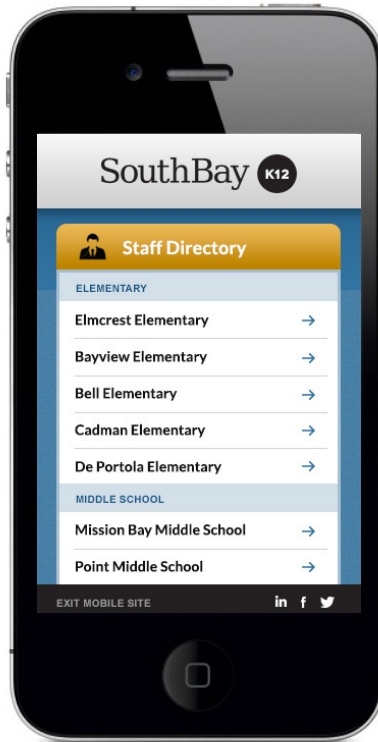 SouthBay K12
Staff Directory
ELEMENTARY
Elmcrest Elementary
Bayview Elementary
Bell Elementary
Cadman Elementary
De Portola Elementary
MIDDLE SCHOOL
Mission Bay Middle School
Point Middle School
EXIT MOBILE SITE in f